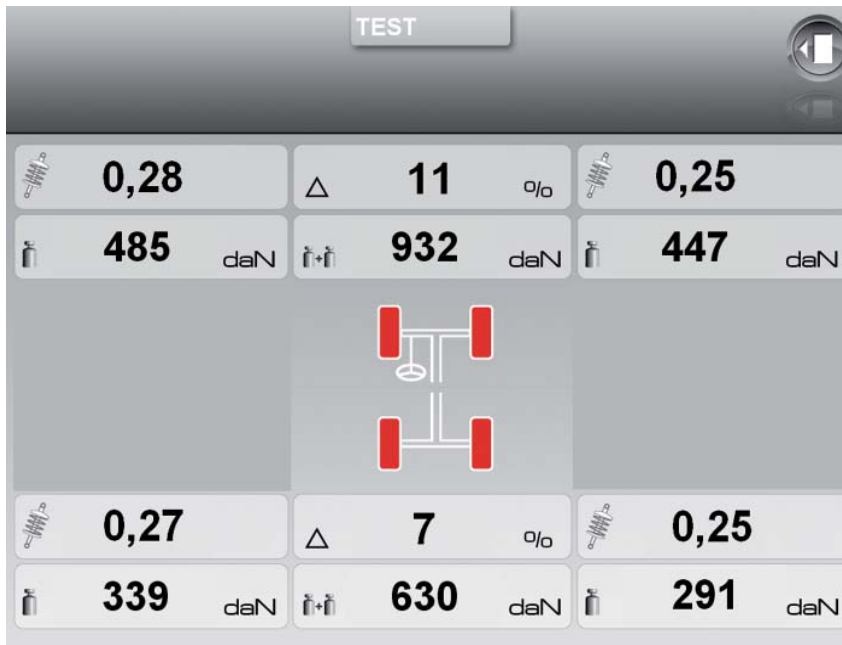 TEST
0,28 △ 11 % 0,25
485 daN 932 daN 447 daN
0,27 △ 7 % 0,25
339 daN 630 daN 291 daN